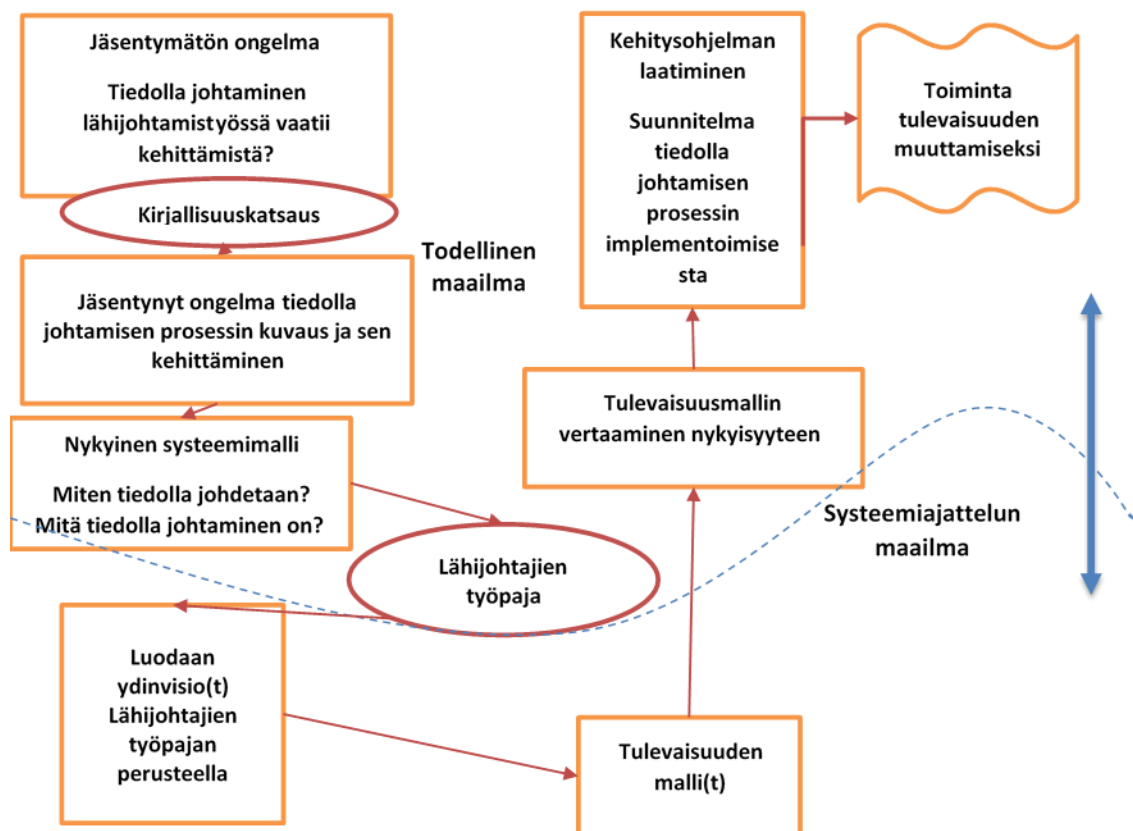 Jäsentymätön ongelma
Tiedolla johtaminen
lähijohtamistyössä vaatii
kehittämistä?
Kirjallisuuskatsaus
Jäsentynyt ongelma tiedolla
johtamisen prosessin kuvaus ja sen
kehittäminen
Nykyinen systeemimalli
Miten tiedolla johdetaan?
Mitä tiedolla johtaminen on?
Lähijohtajien
työpaja
Luodaan
ydinvisio(t)
Lähijohtajien
työpajan
perusteella
Tulevaisuuden
malli(t)
Tulevaisuusmallin
vertaaminen nykyisyyteen
Kehitysohjelman
laatiminen
Suunnitelma
tiedolla
johtamisen
prosessin
implementoimise
sta
Toiminta
tulevaisuuden
muuttamiseksi
Todellinen
maailma
Systeemiajattelun
maailma